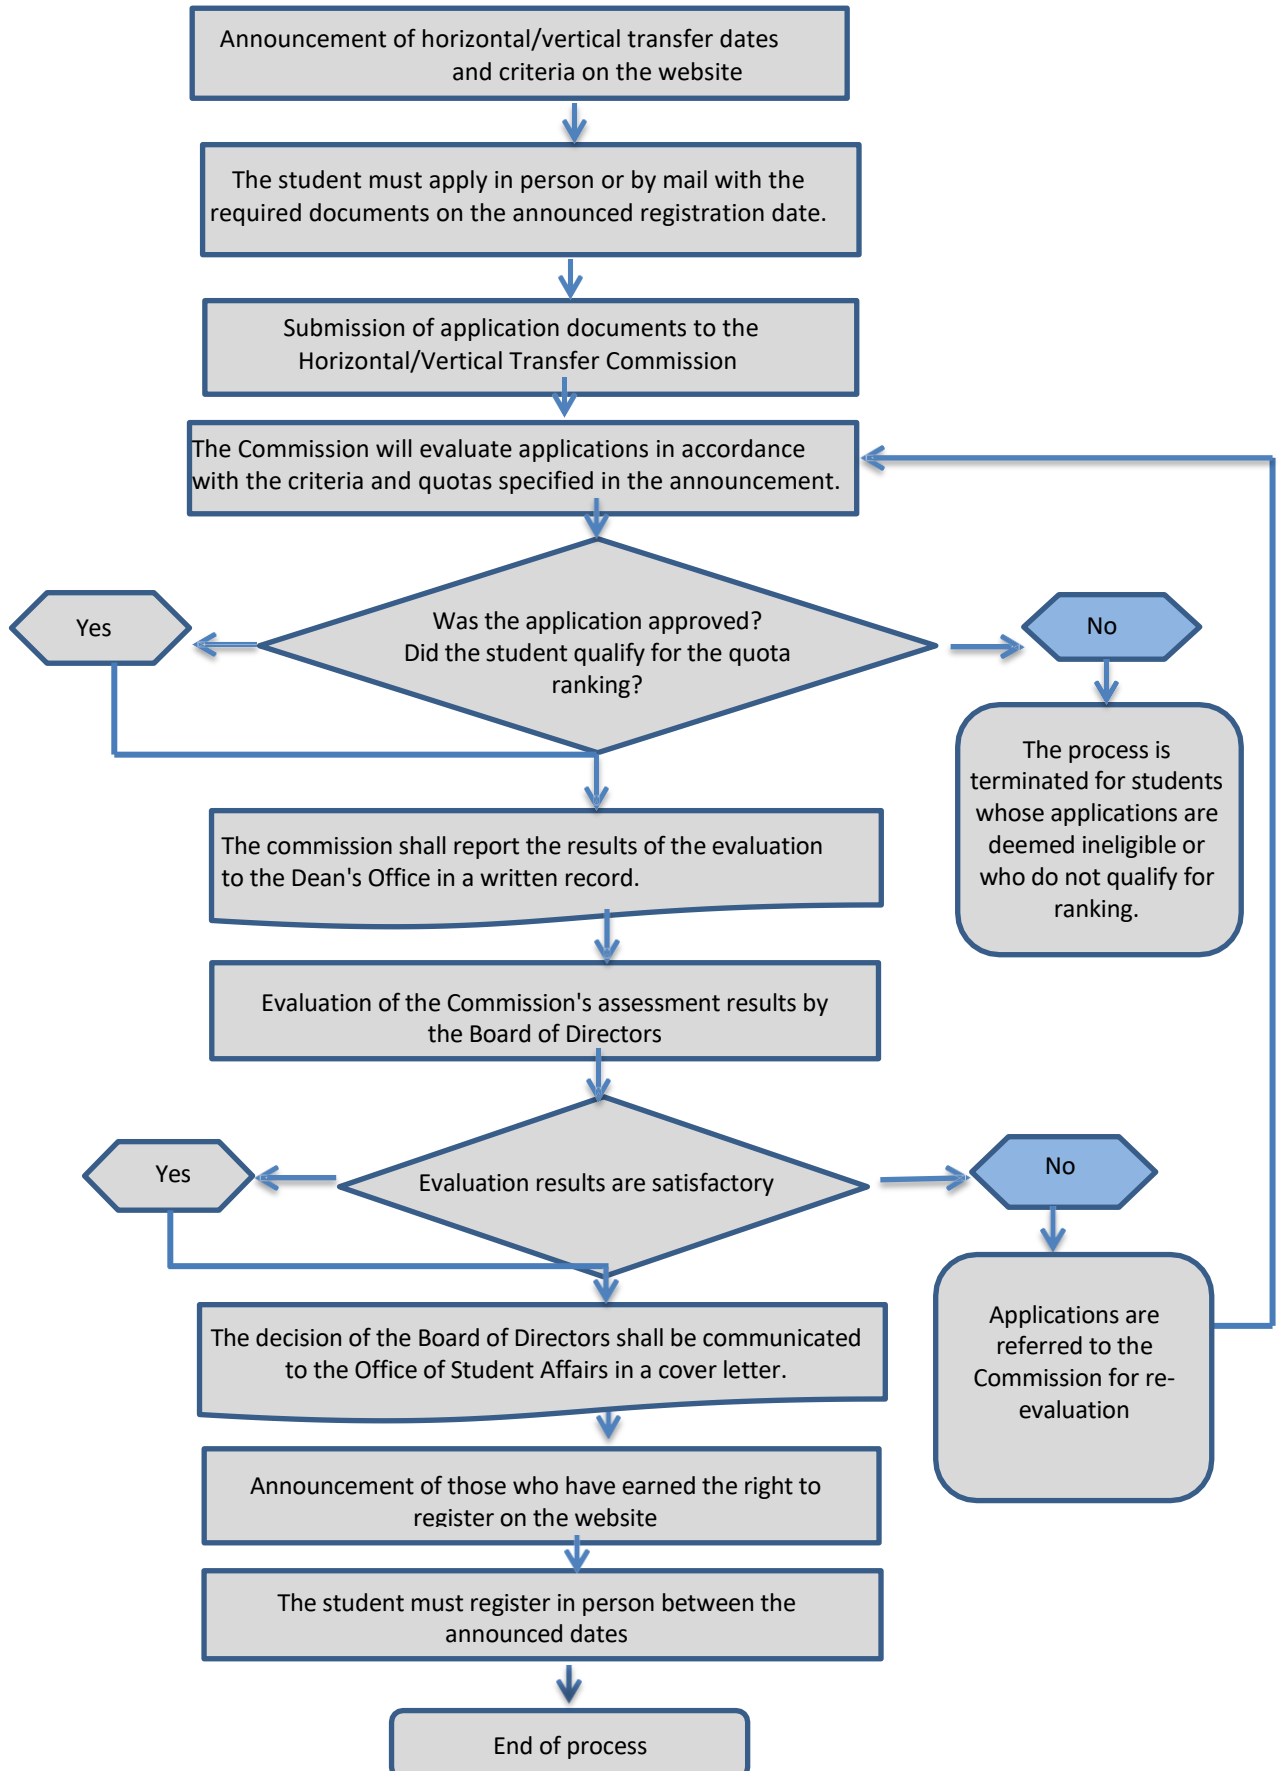 Announcement of horizontal/vertical transfer dates
and criteria on the website
The student must apply in person or by mail with the
required documents on the announced registration date.
Submission of application documents to the
Horizontal/Vertical Transfer Commission
The Commission will evaluate applications in accordance
with the criteria and quotas specified in the announcement.
Yes
Was the application approved?
Did the student qualify for the quota
ranking?
No
The process is
terminated for students
whose applications are
deemed ineligible or
who do not qualify for
ranking.
The commission shall report the results of the evaluation
to the Dean's Office in a written record.
Evaluation of the Commission's assessment results by
the Board of Directors
Yes
Evaluation results are satisfactory
No
Applications are
referred to the
Commission for re-
evaluation
The decision of the Board of Directors shall be communicated
to the Office of Student Affairs in a cover letter.
Announcement of those who have earned the right to
register on the website
The student must register in person between the
announced dates
End of process